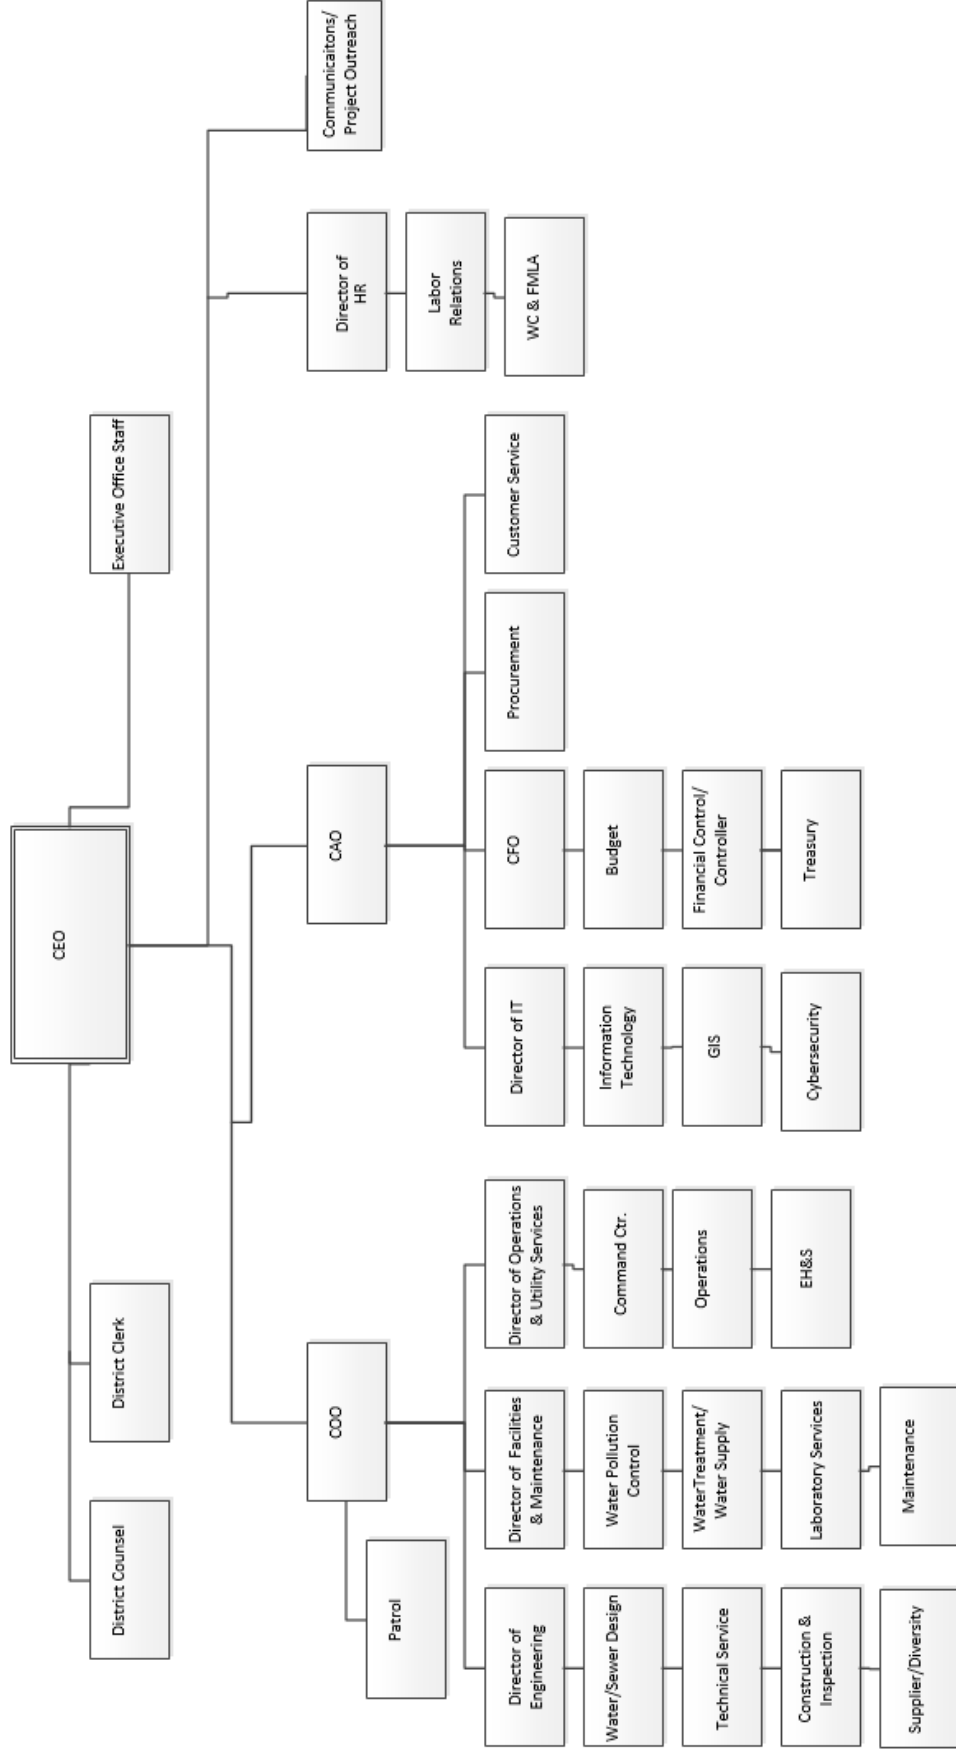 CEO
District Counsel
District Clerk
Executive Office Staff
COO
CAO
Director of
HR
Communicaitons/
Project Outreach
Patrol
Labor
Relations
WC & FMLA
Director of
Engineering
Water/Sewer Design
Technical Service
Construction &
Inspection
Supplier/Diversity
Director of Facilities
& Maintenance
Water Pollution
Control
WaterTreatment/
Water Supply
Laboratory Services
Maintenance
Director of Operations
& Utility Services
Command Ctr.
Operations
EH&S
Director of IT
Information
Technology
GIS
Cybersecurity
CFO
Budget
Financial Control/
Controller
Treasury
Procurement
Customer Service